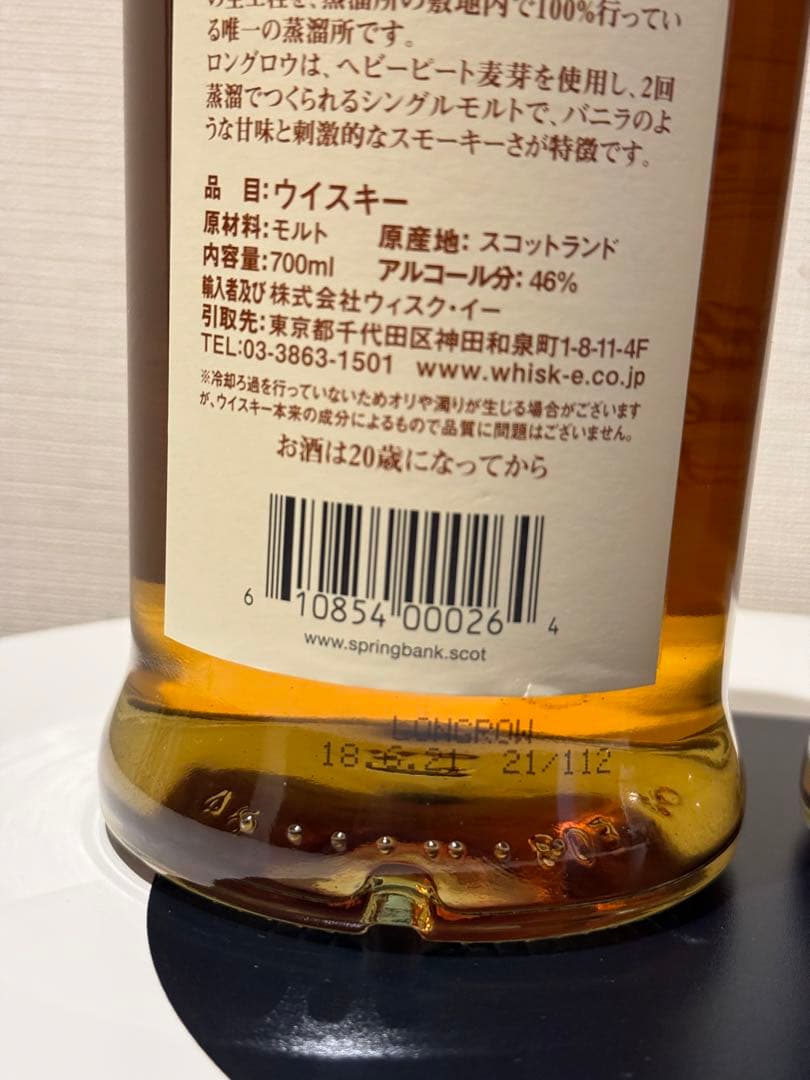 蒸溜所の敷地内で100%行ってい
る唯一の蒸溜所です。
ロングロウは、ヘビーピート麦芽を使用し、2回
蒸溜でつくられるシングルモルトで、バニラのよ
うな甘味と刺激的なスモーキーさが特徴です。
品 目:ウイスキー
原材料:モルト 原産地:スコットランド
内容量:700ml アルコール分:46%
輸入者及び 株式会社ウィスク・イー
引取先:東京都千代田区神田和泉町1-8-11-4F
TEL:03-3863-1501 www.whisk-e.co.jp
※冷却ろ過を行っていないためオリや濁りが生じる場合がございます
が、ウイスキー本来の成分によるもので品質に問題はございません。
お酒は20歳になってから
6 10854 00026 4
www.springbank.scot
LONGROW
18.6.21 21/112